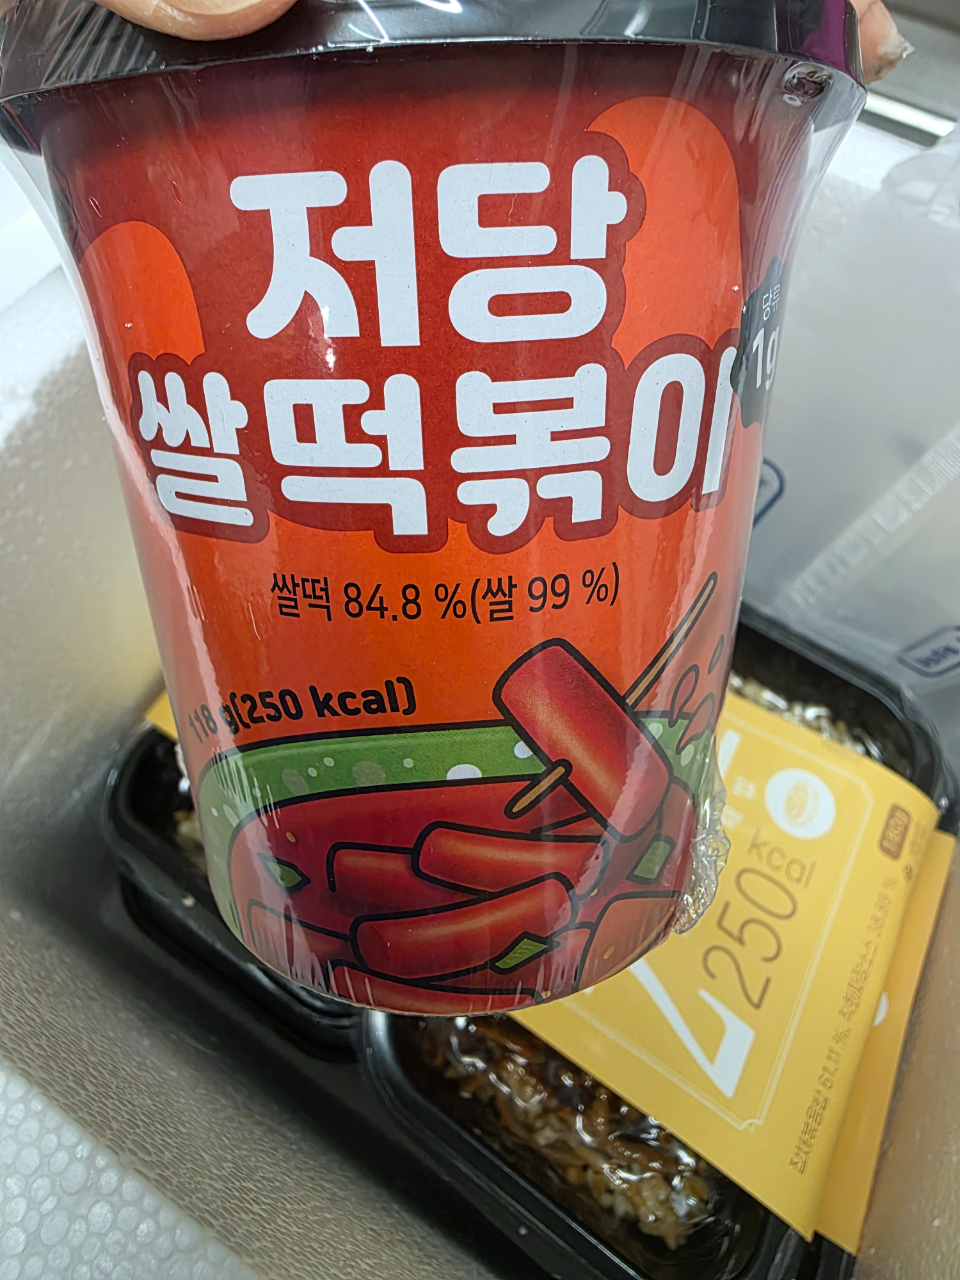 저당
쌀떡볶이
당류
1g
쌀떡 84.8 %(쌀 99 %)
118 g(250 kcal)
250
kcal